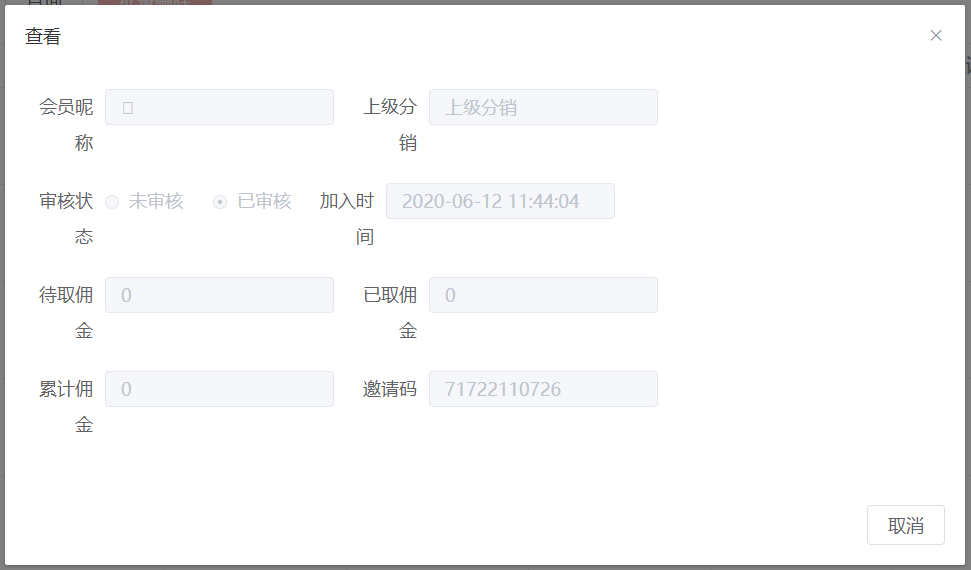 查看
会员昵称
上级分销 上级分销
审核状态 未审核 已审核 加入时间 2020-06-12 11:44:04
待取佣金 0 已取佣金 0
累计佣金 0 邀请码 71722110726
取消